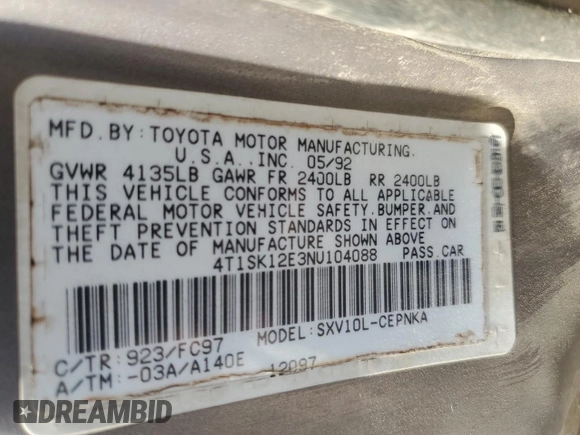 MFD.BY:TOYOTA MOTOR MANUFACTURING,
U.S.A.,INC. 05/92
GVWR 4135LB GAWR FR 2400LB RR 2400LB
THIS VEHICLE CONFORMS TO ALL APPLICABLE
FEDERAL MOTOR VEHICLE SAFETY,BUMPER,AND
THEFT PREVENTION STANDARDS IN EFFECT ON
THE DATE OF MANUFACTURE SHOWN ABOVE
4T1SK12E3NU104088 PASS.CAR
C/TR:923/FC97 MODEL:SXV10L-CEPNKA
A/TM:-03A/A140E 12097
DREAMBID